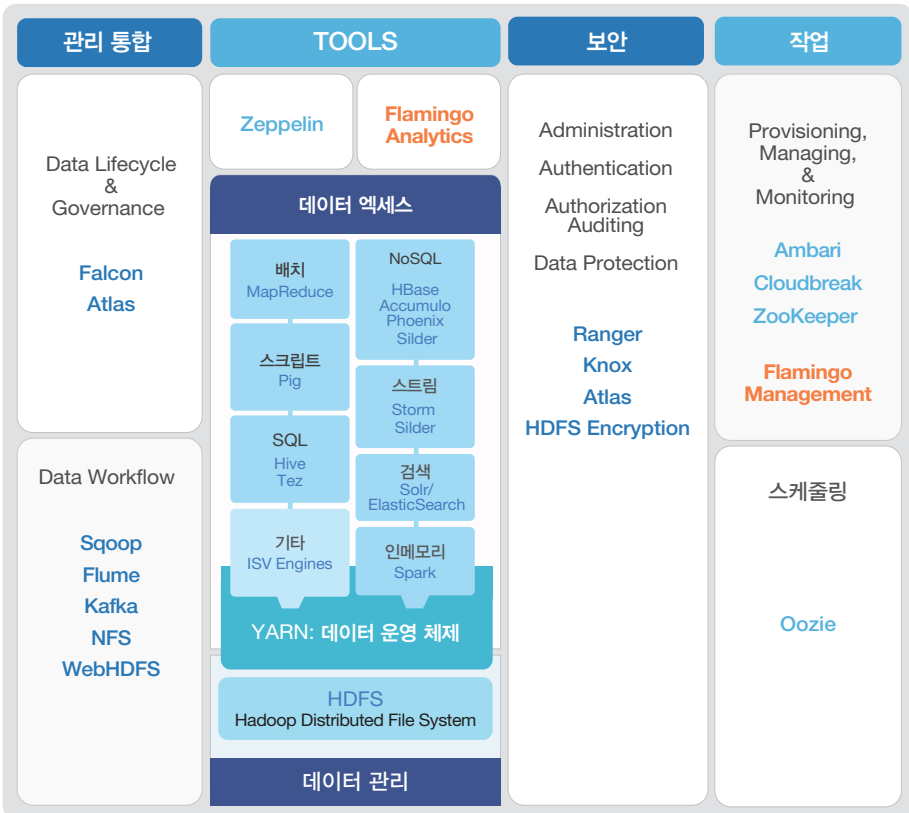 관리 통합
Data Lifecycle
&
Governance
Falcon
Atlas
Data Workflow
Sqoop
Flume
Kafka
NFS
WebHDFS
TOOLS
Zeppelin
Flamingo
Analytics
데이터 엑세스
배치
MapReduce
스크립트
Pig
SQL
Hive
Tez
기타
ISV Engines
NoSQL
HBase
Accumulo
Phoenix
Silder
스트림
Storm
Silder
검색
Solr/
ElasticSearch
인메모리
Spark
YARN: 데이터 운영 체제
HDFS
Hadoop Distributed File System
데이터 관리
보안
Administration
Authentication
Authorization
Auditing
Data Protection
Ranger
Knox
Atlas
HDFS Encryption
작업
Provisioning,
Managing,
&
Monitoring
Ambari
Cloudbreak
ZooKeeper
Flamingo
Management
스케줄링
Oozie